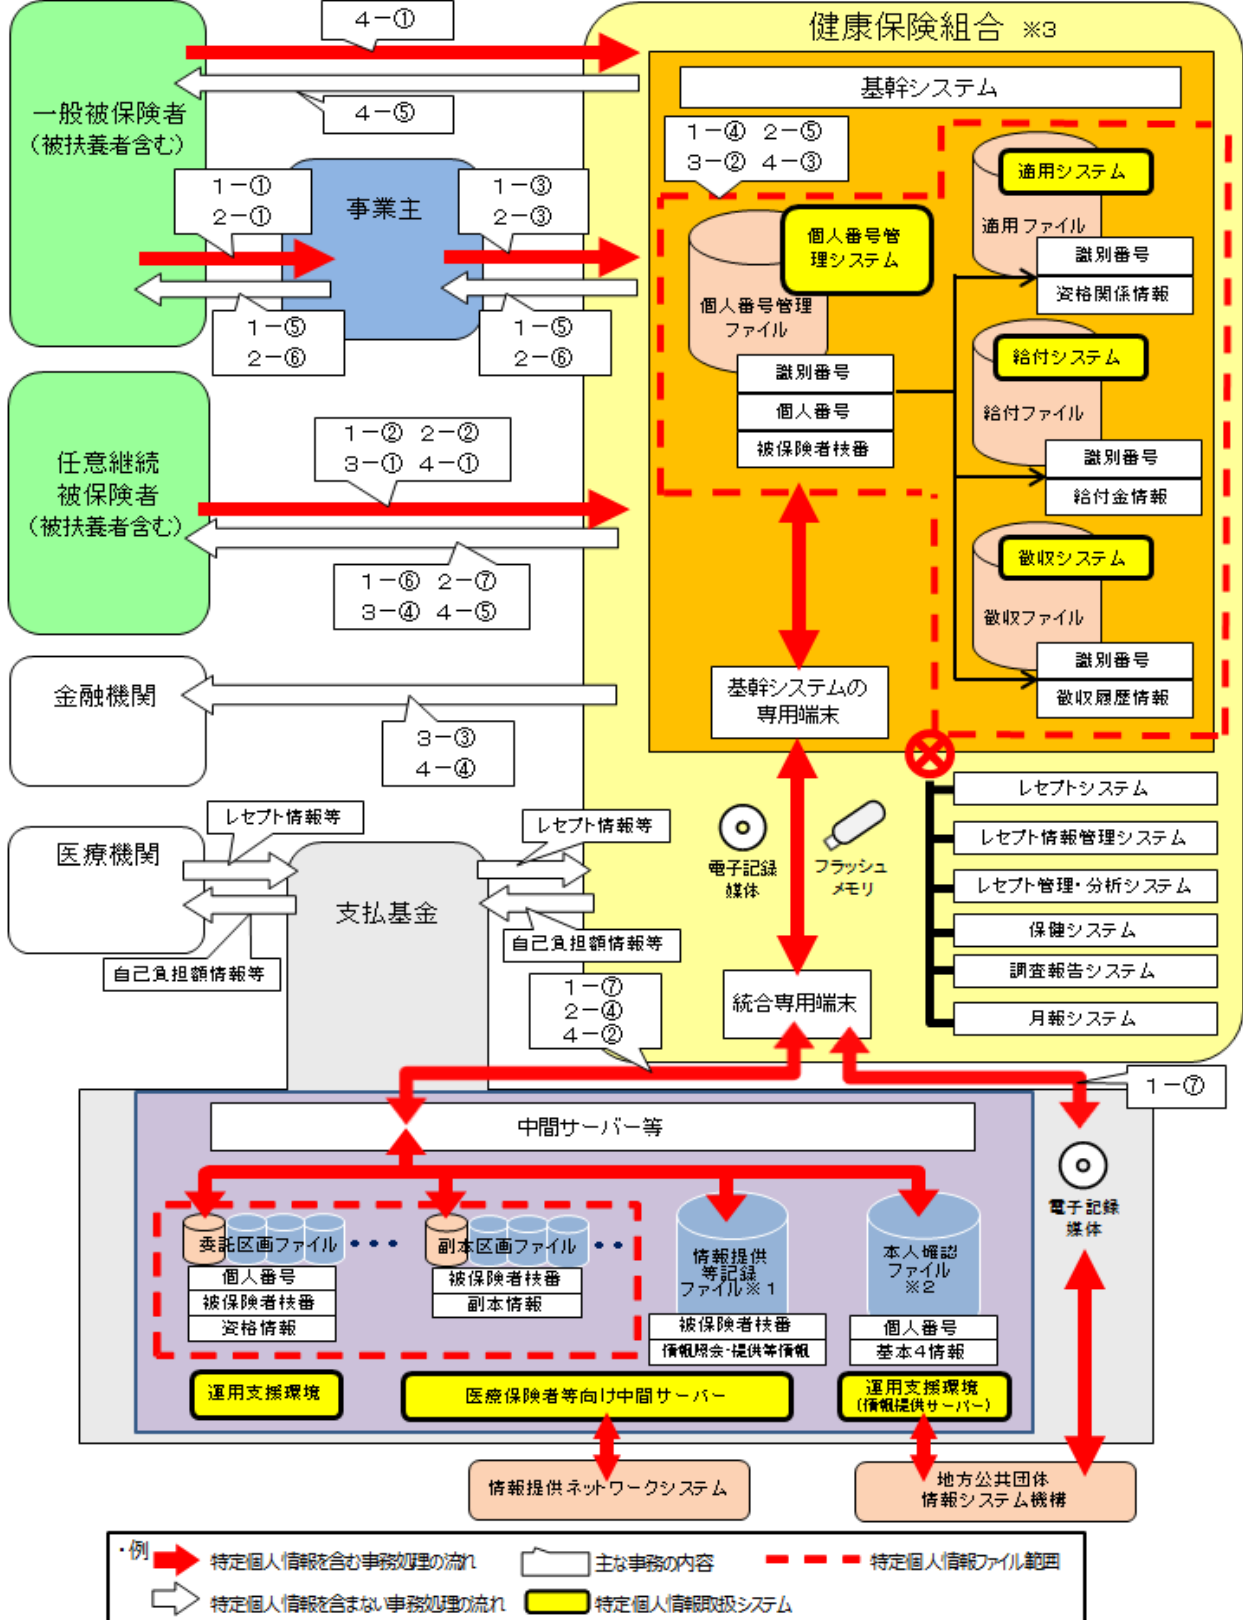 4－①
健康保険組合 ※3
基幹システム
4－⑤
一般被保険者
（被扶養者含む）
1－④ 2－⑤
3－② 4－③
適用システム
適用ファイル
識別番号
資格関係情報
1－①
2－①
事業主
1－③
2－③
個人番号管
理システム
個人番号管理
ファイル
1－⑤
2－⑥
1－⑤
2－⑥
識別番号
個人番号
被保険者枝番
給付システム
給付ファイル
識別番号
給付金情報
任意継続
被保険者
（被扶養者含む）
1－② 2－②
3－① 4－①
1－⑥ 2－⑦
3－④ 4－⑤
徴収システム
徴収ファイル
識別番号
徴収履歴情報
金融機関
3－③
4－④
基幹システムの
専用端末
医療機関
レセプト情報等
レセプト情報等
支払基金
自己負担額情報等
自己負担額情報等
電子記録
媒体
フラッシュ
メモリ
レセプトシステム
レセプト情報管理システム
レセプト管理・分析システム
保健システム
調査報告システム
月報システム
1－⑦
2－④
4－②
統合専用端末
1－⑦
中間サーバー等
電子記録
媒体
委託区画ファイル・・・
個人番号
被保険者枝番
資格情報
副本区画ファイル ・・
被保険者枝番
副本情報
情報提供
等記録
ファイル※1
被保険者枝番
情報照会・提供等情報
本人確認
ファイル
※2
個人番号
基本4情報
運用支援環境
医療保険者等向け中間サーバー
運用支援環境
（情報提供サーバー）
情報提供ネットワークシステム
地方公共団体
情報システム機構
・例
特定個人情報を含む事務処理の流れ
主な事務の内容
特定個人情報ファイル範囲
特定個人情報を含まない事務処理の流れ
特定個人情報取扱システム